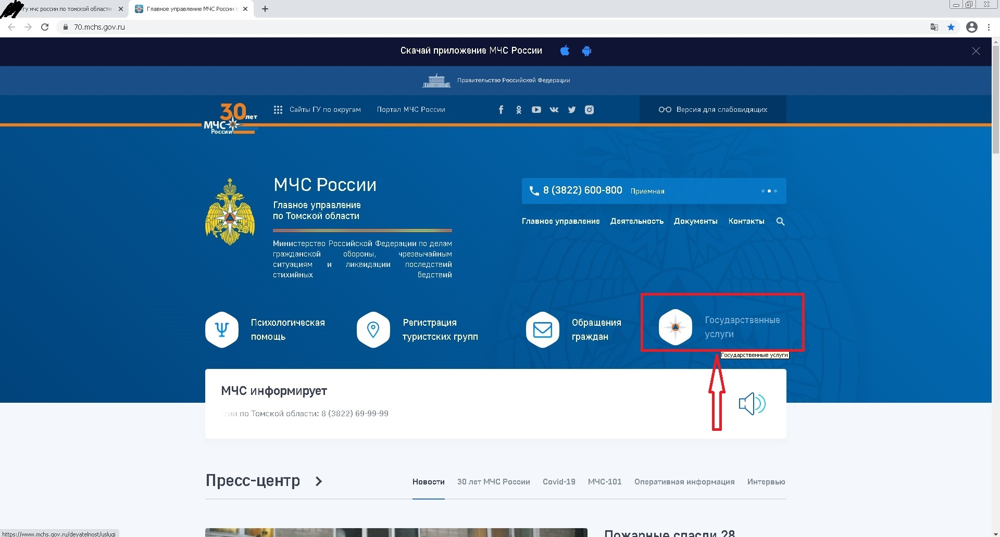 гу мчс россии по томской области
Главное управление МЧС России п
70.mchs.gov.ru
Скачай приложение МЧС России
Правительство Российской Федерации
30 лет
МЧС
России
Сайты ГУ по округам
Портал МЧС России
Версия для слабовидящих
МЧС России
Главное управление
по Томской области
Министерство Российской Федерации по делам
гражданской обороны, чрезвычайным
ситуациям и ликвидации последствий
стихийных бедствий
8 (3822) 600-800 Приемная
Главное управление Деятельность Документы Контакты
Психологическая
помощь
Регистрация
туристских групп
Обращения
граждан
Государственные
услуги
Государственные услуги
МЧС информирует
сии по Томской области: 8 (3822) 69-99-99
Пресс-центр
Новости 30 лет МЧС России Covid-19 МЧС-101 Оперативная информация Интервью
Пожарные спасли 28
https://www.mchs.gov.ru/deyatelnost/uslugi